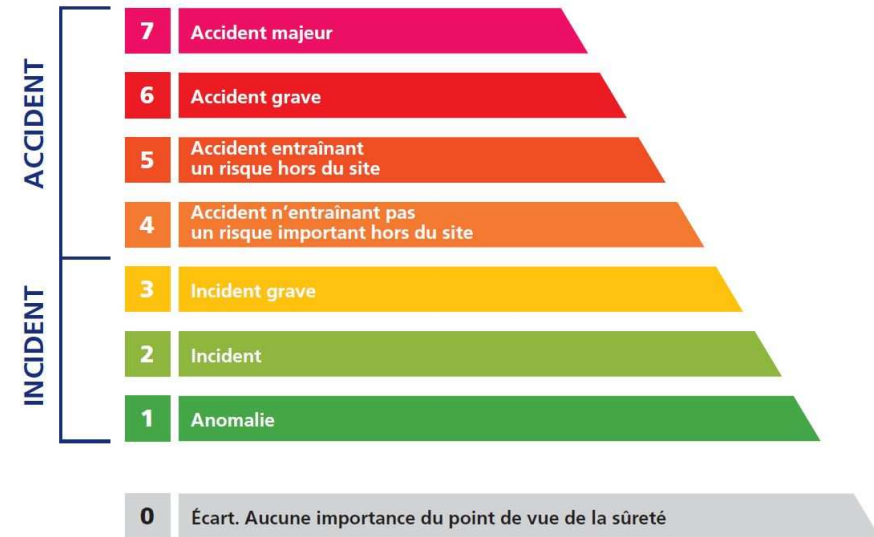 ACCIDENT
7 Accident majeur
6 Accident grave
5 Accident entraînant
un risque hors du site
4 Accident n'entraînant pas
un risque important hors du site
INCIDENT
3 Incident grave
2 Incident
1 Anomalie
0 Écart. Aucune importance du point de vue de la sûreté